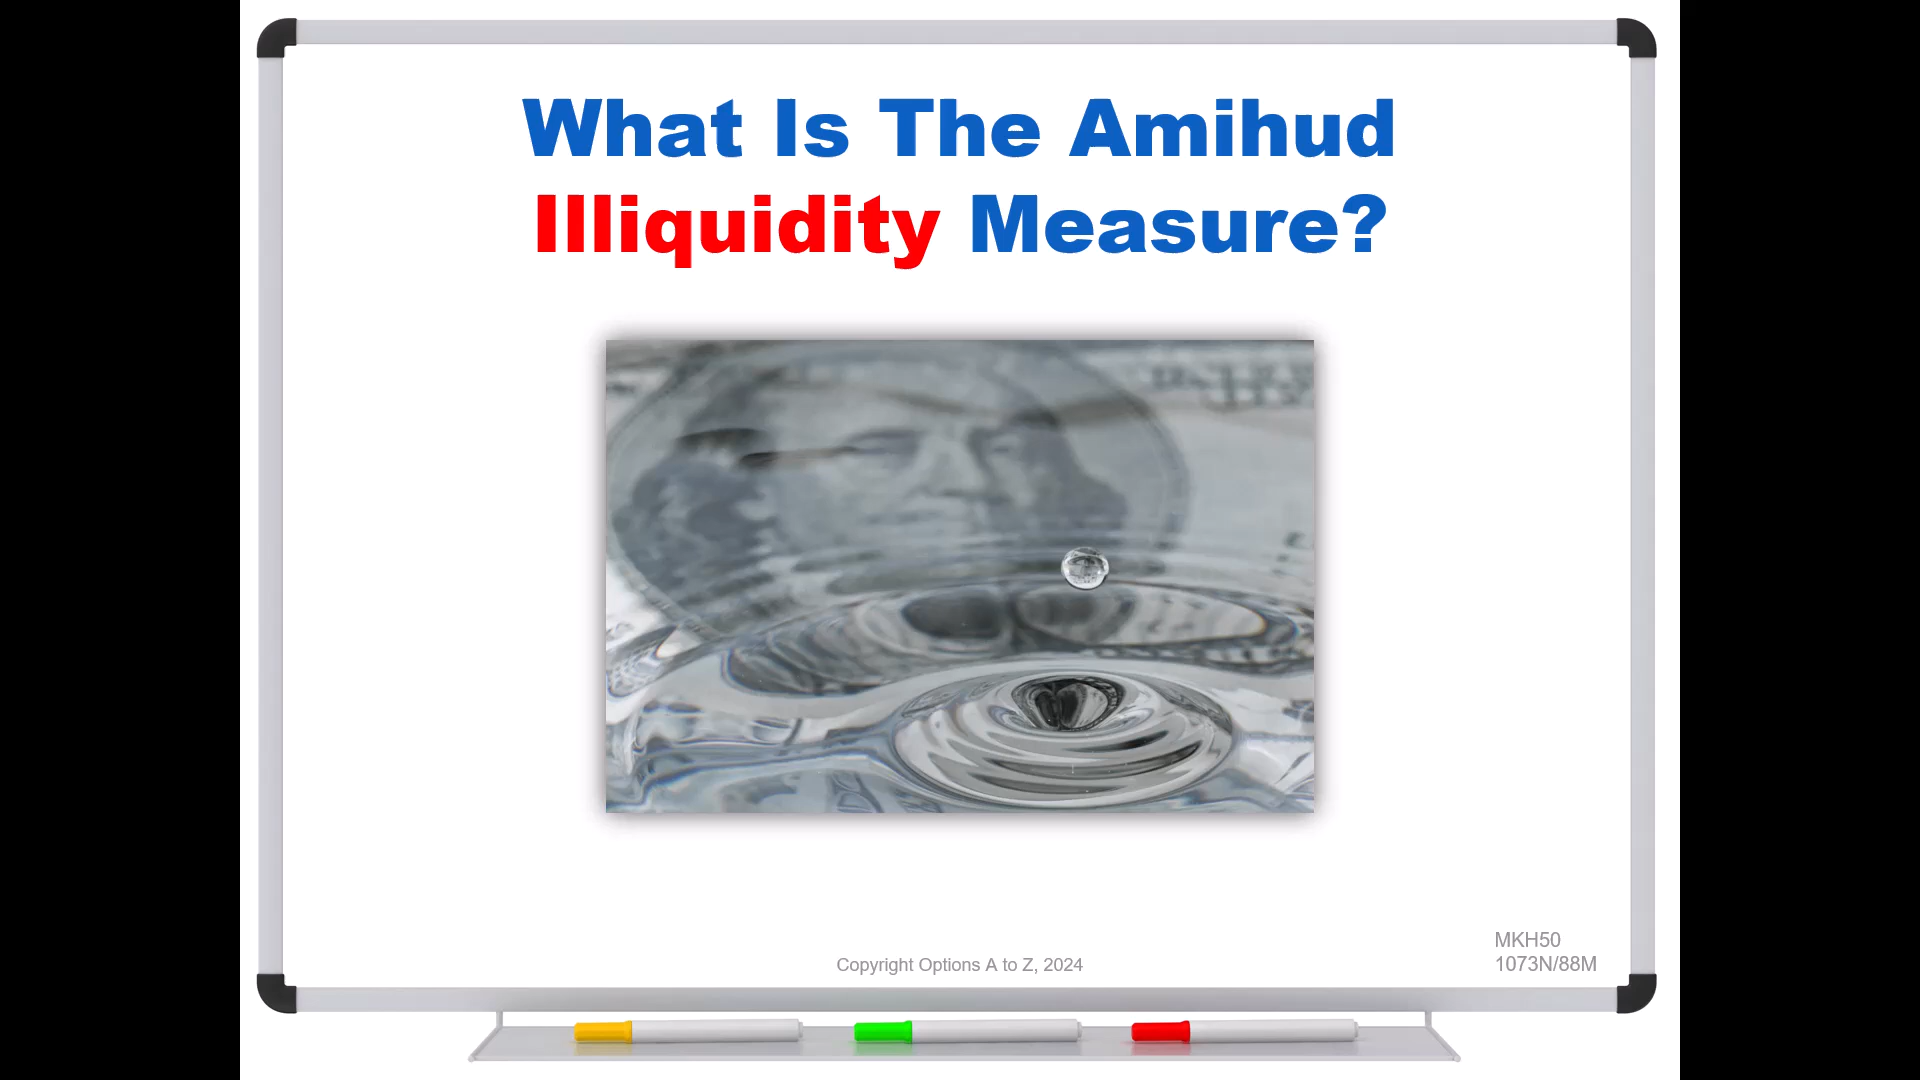 What Is The Amihud
Illiquidity Measure?
Copyright Options A to Z, 2024
MKH50
1073N/88M